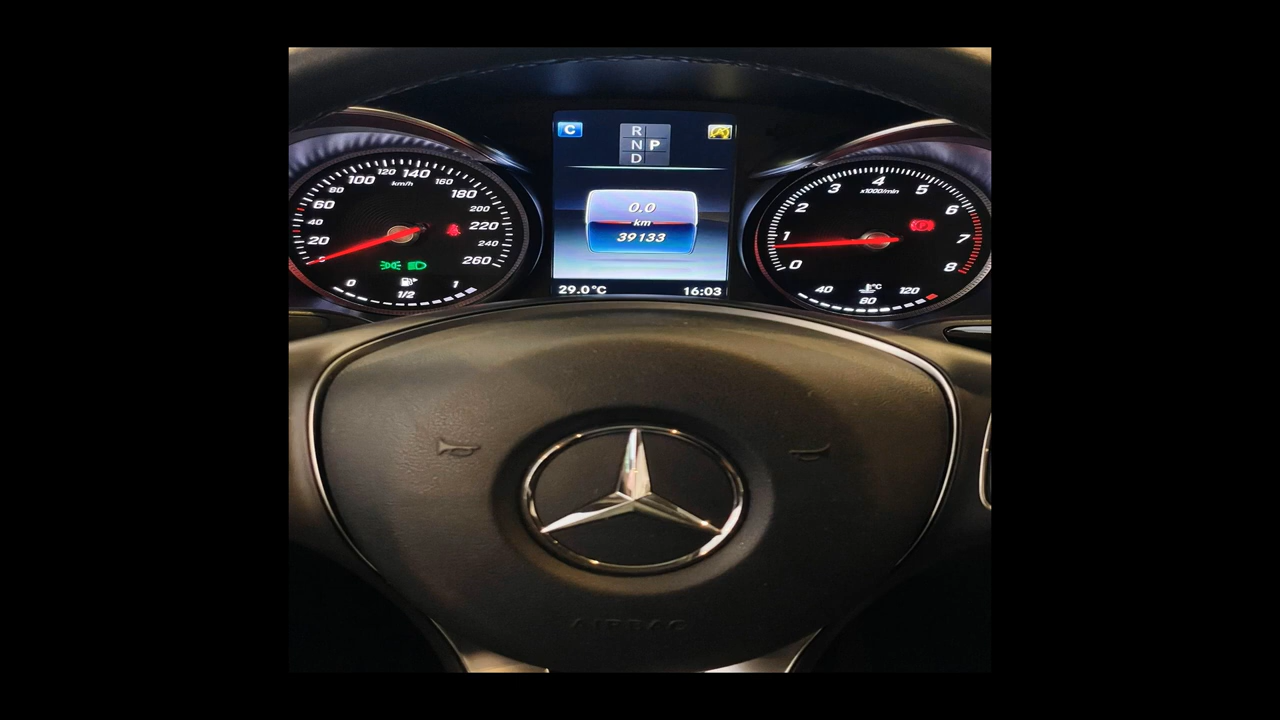 C
R
N P
D
0.0
km
39133
29.0°C 16:03
0 20 40 60 80 100 120 140 160 180 200 220 240 260
km/h
0 1/2 1
0 1 2 3 4 5 6 7 8
x1000/min
40 80 120
°C
AIRBAG